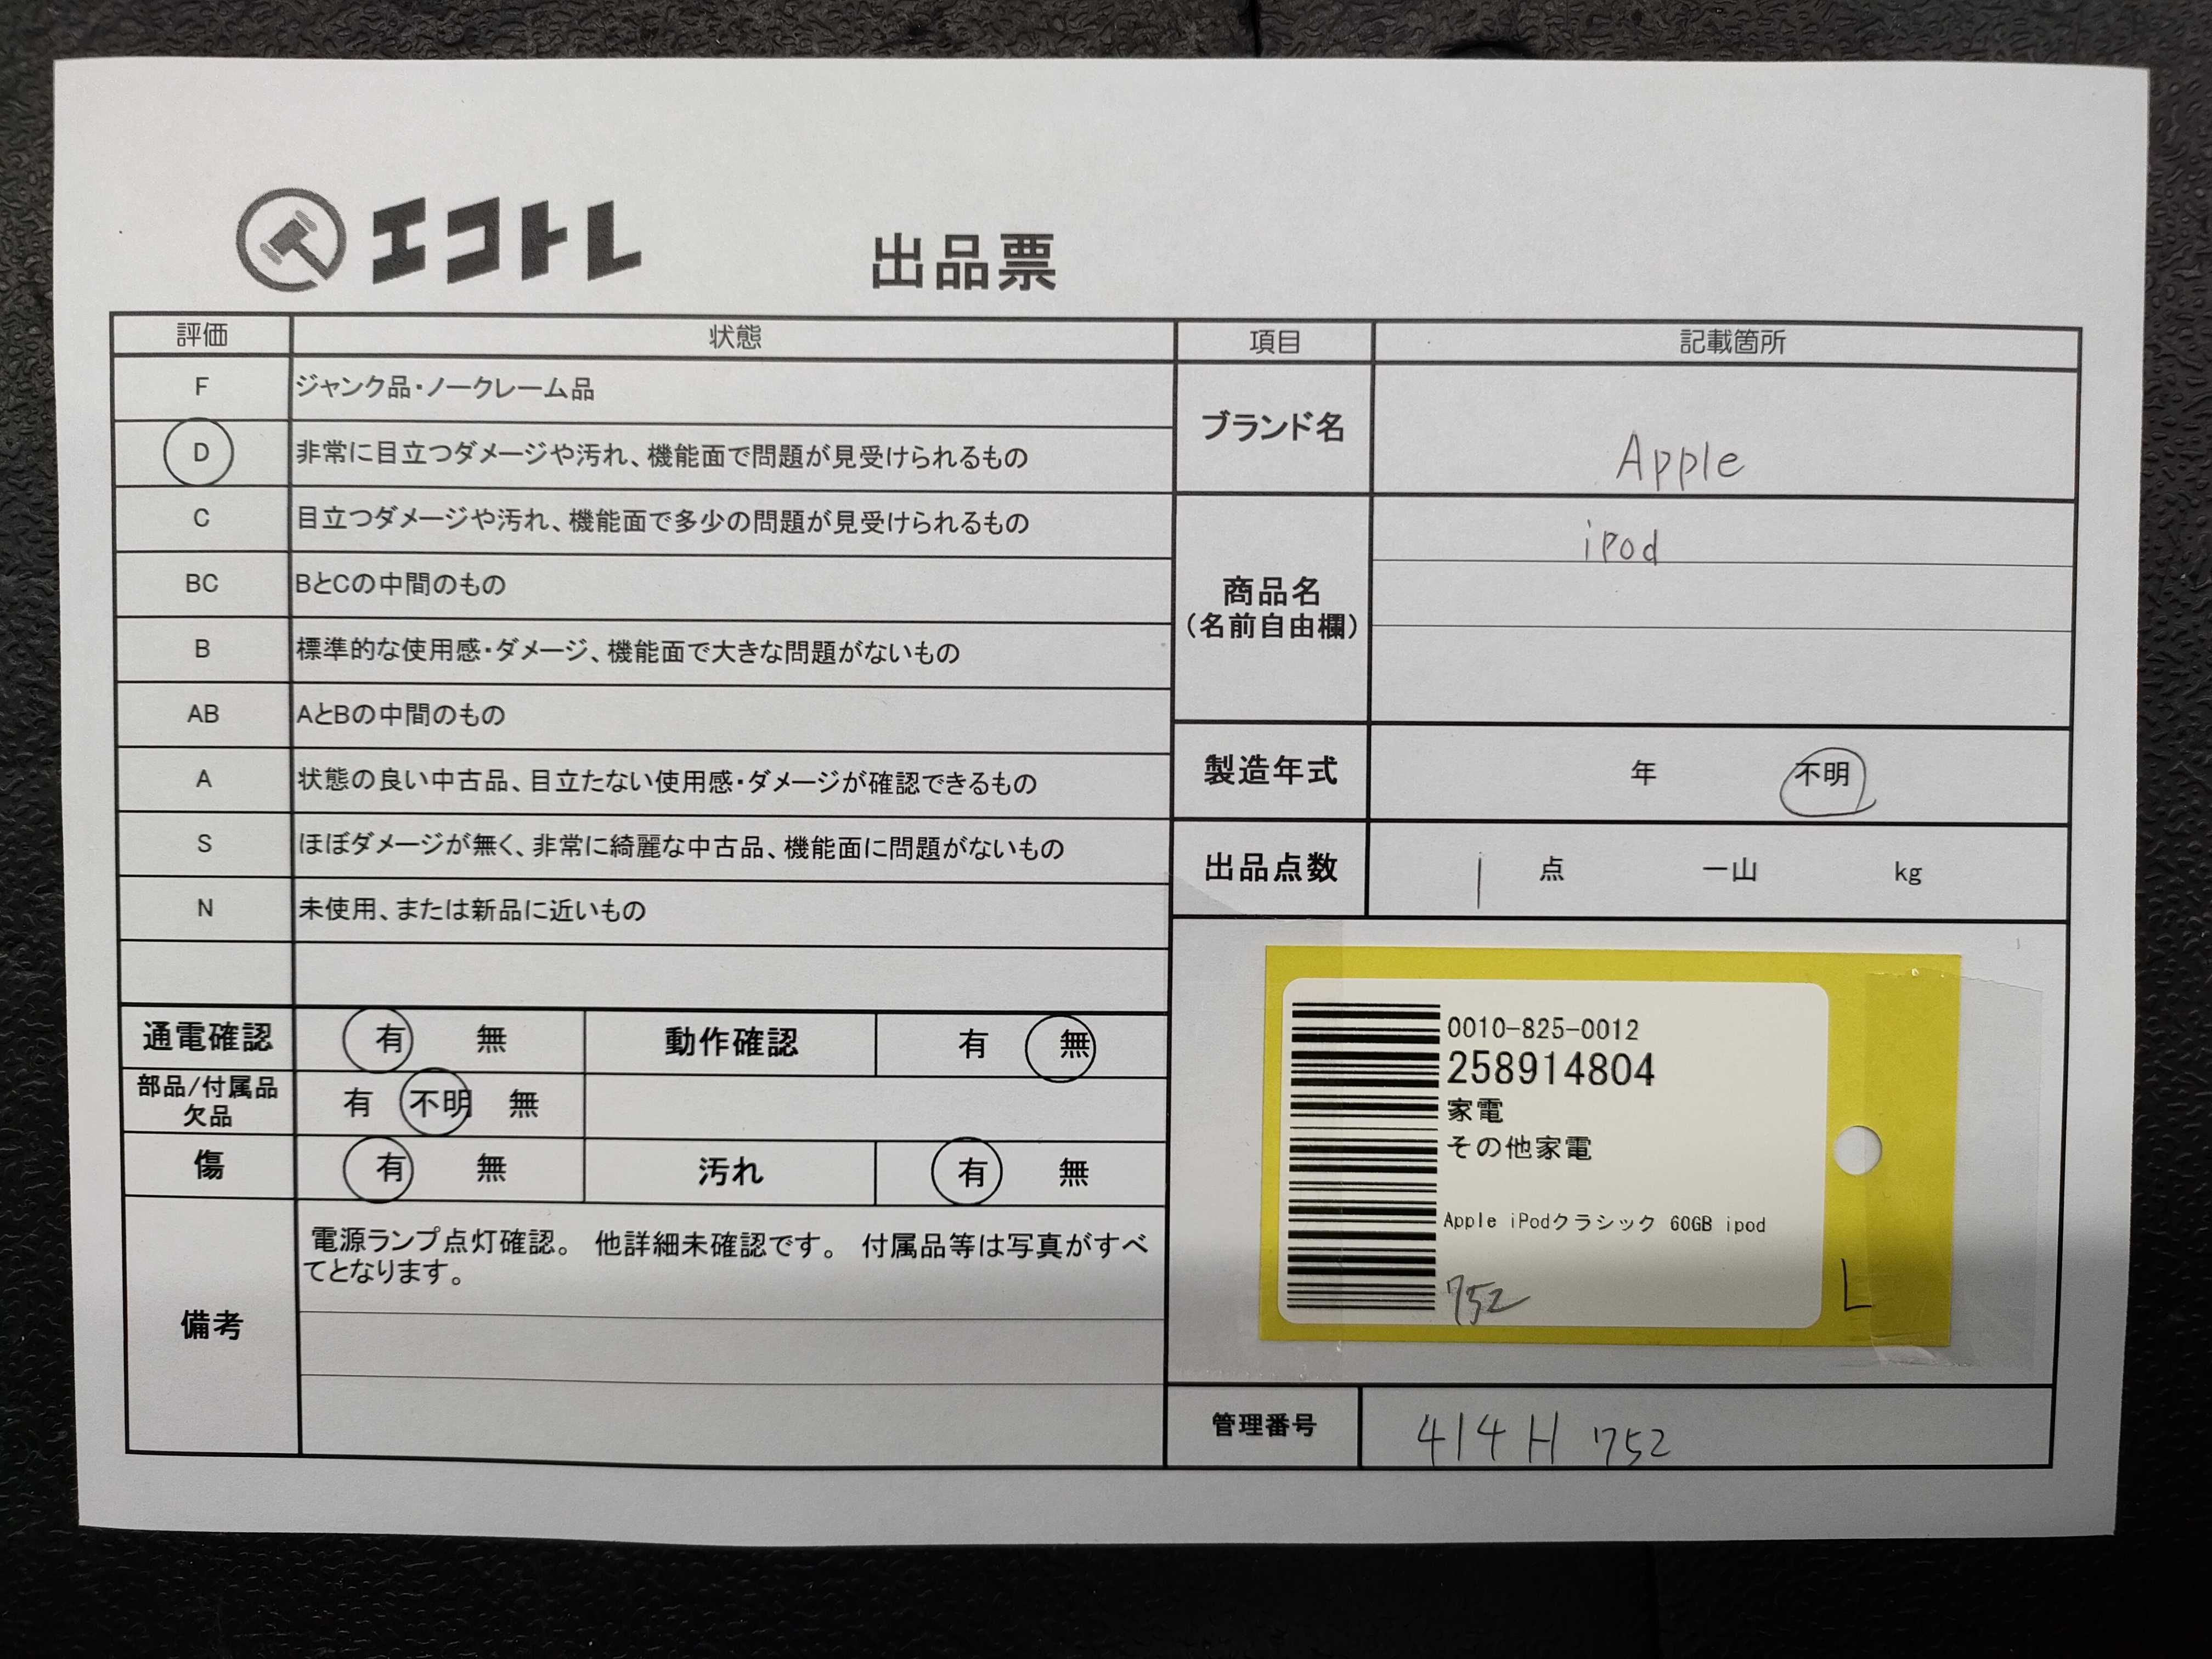 エコトレ 出品票
評価 状態
F ジャンク品・ノークレーム品
D 非常に目立つダメージや汚れ、機能面で問題が見受けられるもの
C 目立つダメージや汚れ、機能面で多少の問題が見受けられるもの
BC BとCの中間のもの
B 標準的な使用感・ダメージ、機能面で大きな問題がないもの
AB AとBの中間のもの
A 状態の良い中古品、目立たない使用感・ダメージが確認できるもの
S ほぼダメージが無く、非常に綺麗な中古品、機能面に問題がないもの
N 未使用、または新品に近いもの
通電確認 有 無 動作確認 有 無
部品/付属品
欠品 有 不明 無
傷 有 無 汚れ 有 無
備考
電源ランプ点灯確認。 他詳細未確認です。 付属品等は写真がすべ
てとなります。
項目 記載箇所
ブランド名 Apple
商品名
(名前自由欄)
ipod
製造年式 年 不明
出品点数 1 点 一山 kg
0010-825-0012
258914804
家電
その他家電
Apple iPodクラシック 60GB ipod
752
L
管理番号 414H 752